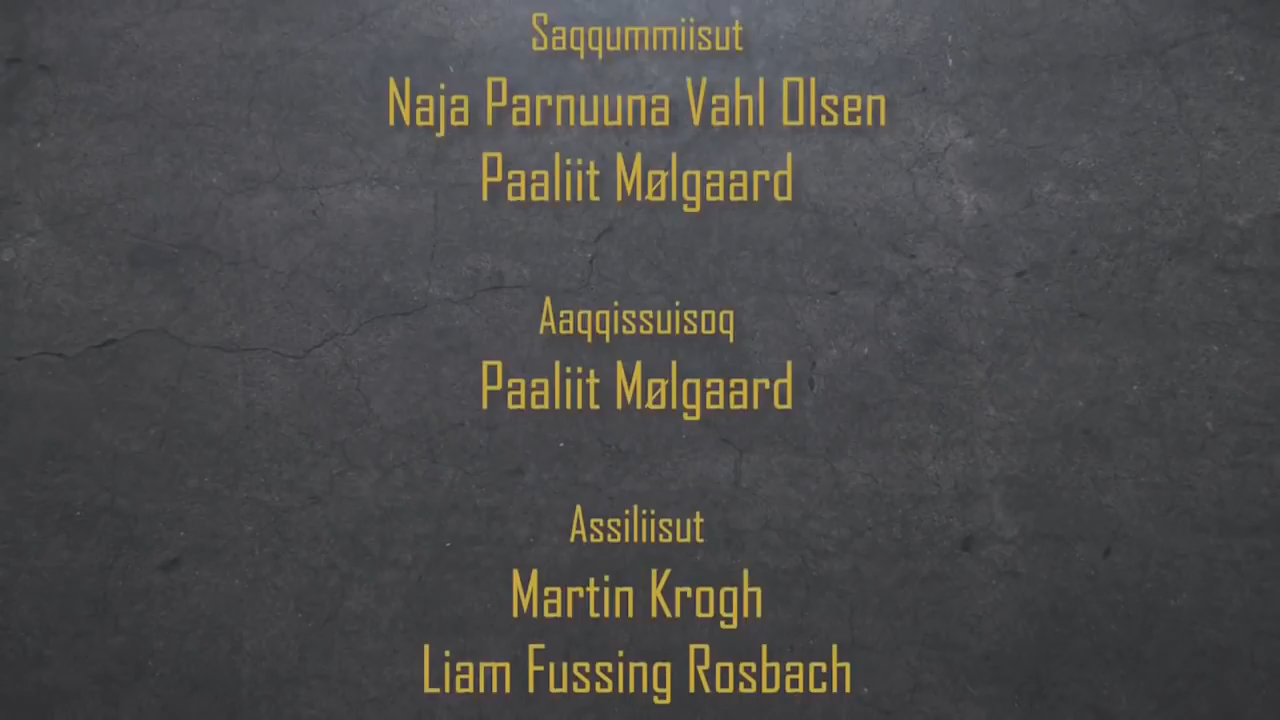 Saqqummiisut
Naja Parnuuna Vahl Olsen
Paaliit Mølgaard
Aaqqissuisoq
Paaliit Mølgaard
Assiliisut
Martin Krogh
Liam Fussing Rosbach